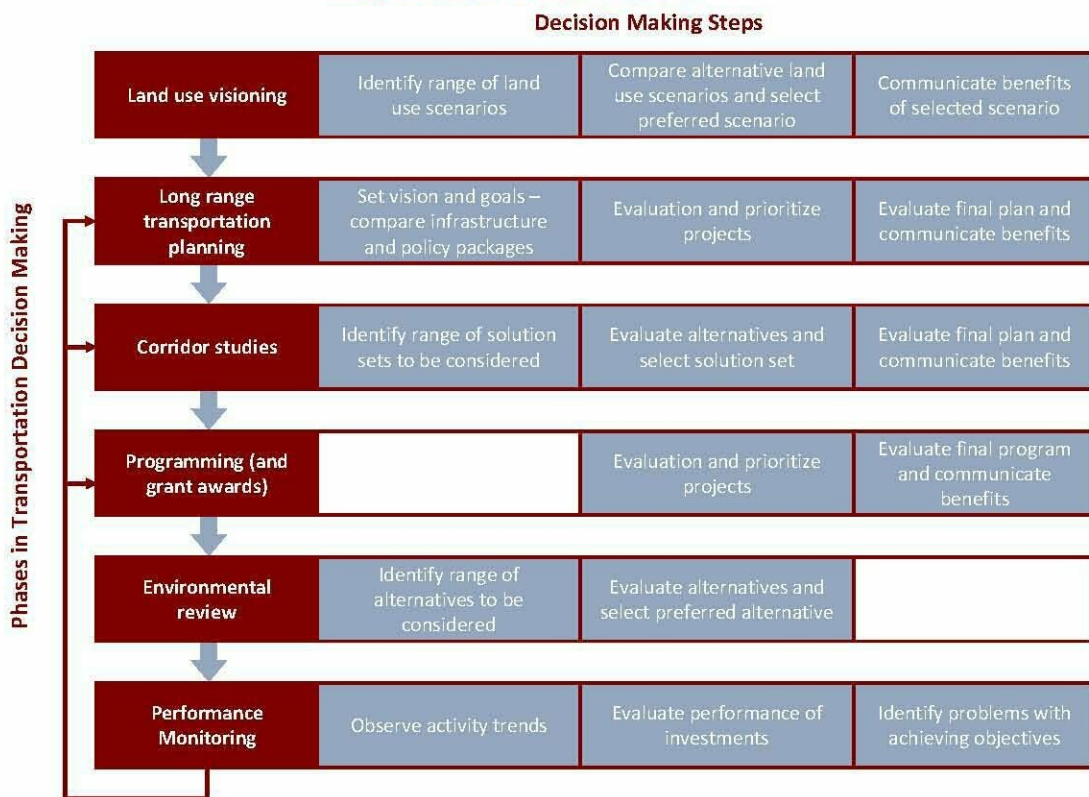 Decision Making Steps
Phases in Transportation Decision Making
Land use visioning
Identify range of land
use scenarios
Compare alternative land
use scenarios and select
preferred scenario
Communicate benefits
of selected scenario
Long range
transportation
planning
Set vision and goals –
compare infrastructure
and policy packages
Evaluation and prioritize
projects
Evaluate final plan and
communicate benefits
Corridor studies
Identify range of solution
sets to be considered
Evaluate alternatives and
select solution set
Evaluate final plan and
communicate benefits
Programming (and
grant awards)
Evaluation and prioritize
projects
Evaluate final program
and communicate
benefits
Environmental
review
Identify range of
alternatives to be
considered
Evaluate alternatives and
select preferred alternative
Performance
Monitoring
Observe activity trends
Evaluate performance of
investments
Identify problems with
achieving objectives